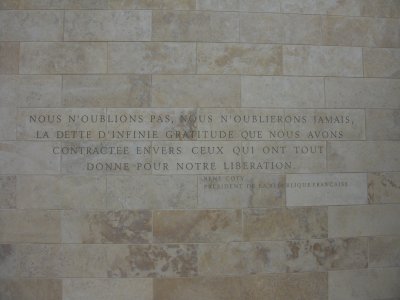 NOUS N'OUBLIONS PAS, NOUS N'OUBLIERONS JAMAIS,
LA DETTE D'INFINIE GRATITUDE QUE NOUS AVONS
CONTRACTÉE ENVERS CEUX QUI ONT TOUT
DONNÉ POUR NOTRE LIBÉRATION.
RENÉ COTY
PRÉSIDENT DE LA RÉPUBLIQUE FRANÇAISE